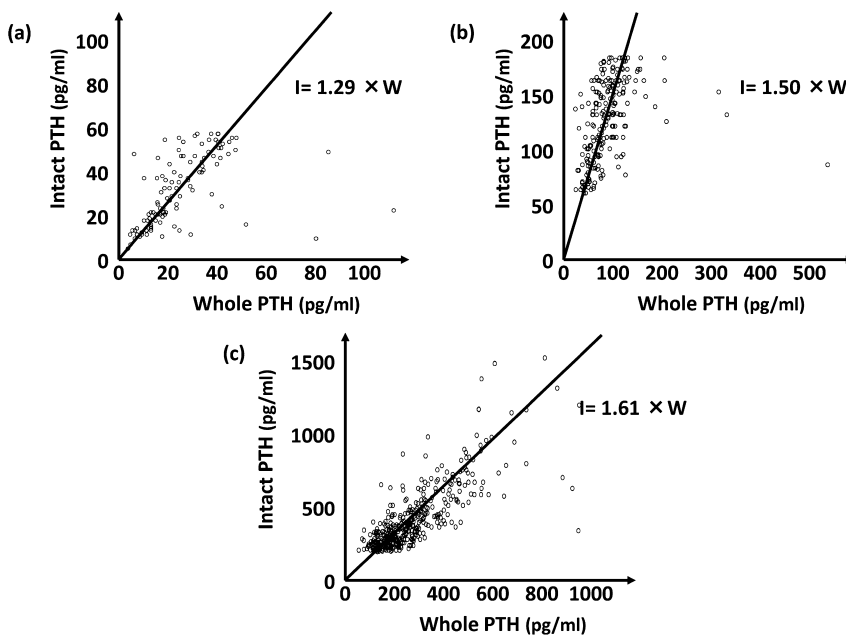 (a)
100
80
60
40
20
0
Intact PTH (pg/ml)
I= 1.29 ×W
0 20 40 60 80 100
Whole PTH (pg/ml)
(b)
200
150
100
50
0
Intact PTH (pg/ml)
I= 1.50 ×W
0 100 200 300 400 500
Whole PTH (pg/ml)
(c)
1500
1000
500
0
Intact PTH (pg/ml)
I= 1.61 ×W
0 200 400 600 800 1000
Whole PTH (pg/ml)